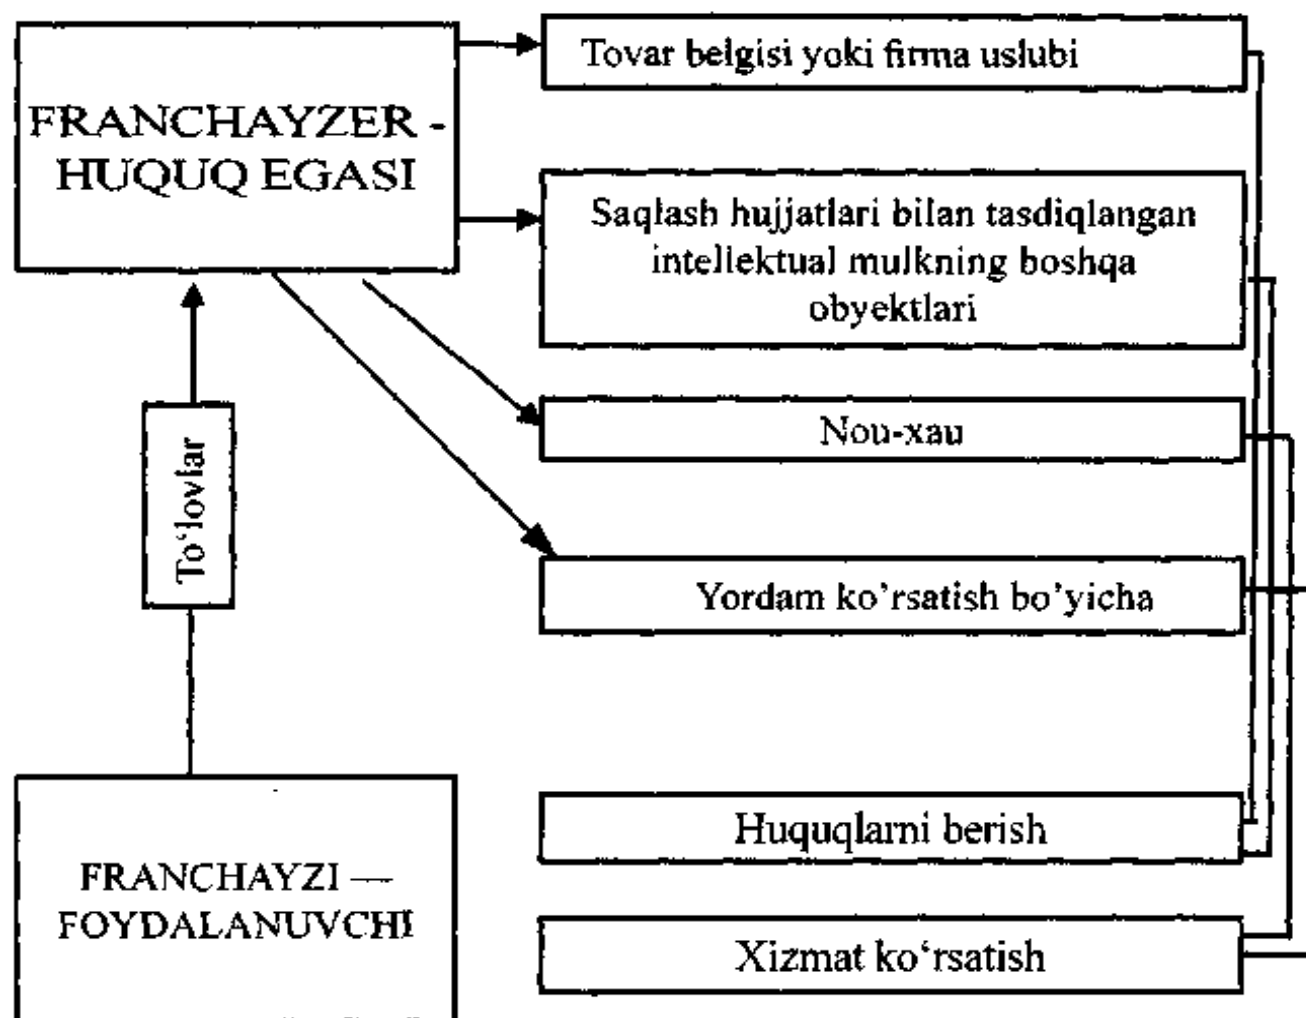 FRANCHAYZER -
HUQUQ EGASI
Tovar belgisi yoki firma uslubi
Saqlash hujjatlari bilan tasdiqlangan
intellektual mulkning boshqa
obyektlari
Nou-xau
To‘lovlar
Yordam ko’rsatish bo’yicha
Huquqlarni berish
FRANCHAYZI —
FOYDALANUVCHI
Xizmat ko‘rsatish